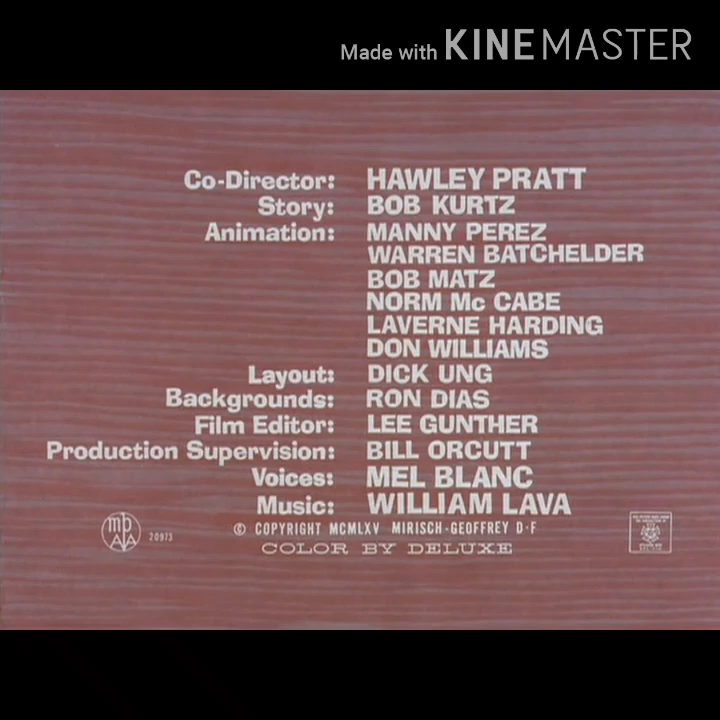 Made with KINEMASTER
Co-Director: HAWLEY PRATT
Story: BOB KURTZ
Animation: MANNY PEREZ
WARREN BATCHELDER
BOB MATZ
NORM Mc CABE
LAVERNE HARDING
DON WILLIAMS
Layout: DICK UNG
Backgrounds: RON DIAS
Film Editor: LEE GUNTHER
Production Supervision: BILL ORCUTT
Voices: MEL BLANC
Music: WILLIAM LAVA
© COPYRIGHT MCMLXV MIRISCH-GEOFFREY D·F
20973
COLOR BY DELUXE